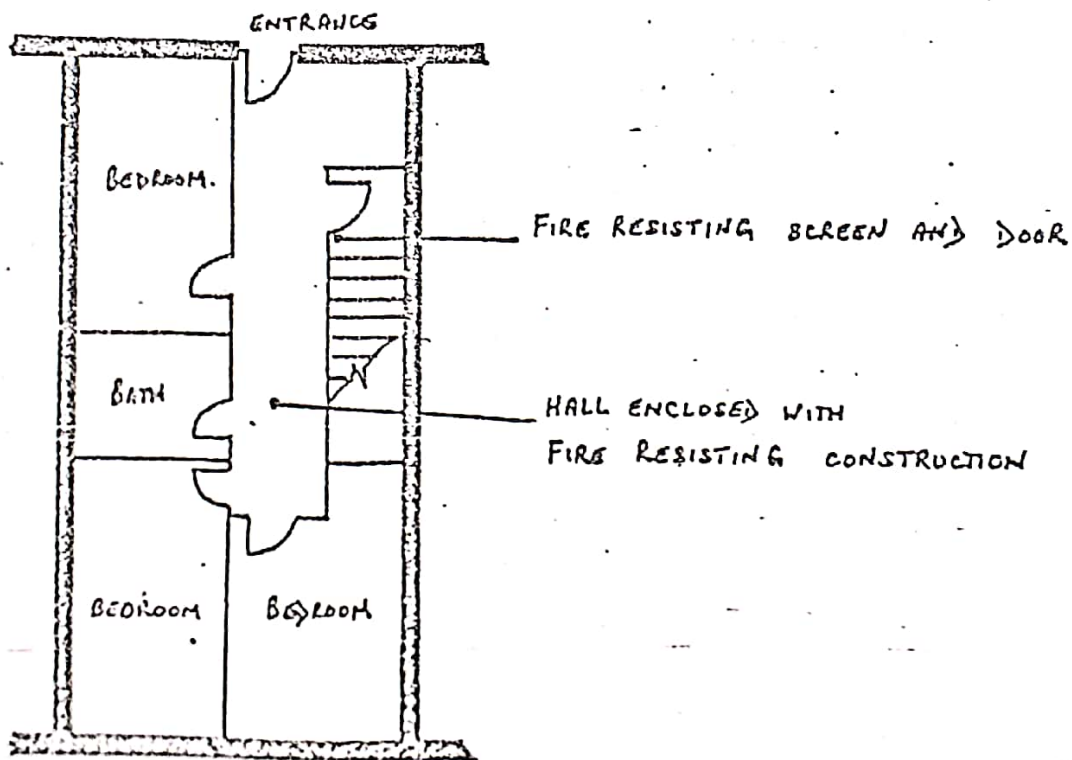 ENTRANCE
BEDROOM.
FIRE RESISTING SCREEN AND DOOR
BATH
HALL ENCLOSED WITH
FIRE RESISTING CONSTRUCTION
BEDROOM
BEDROOM